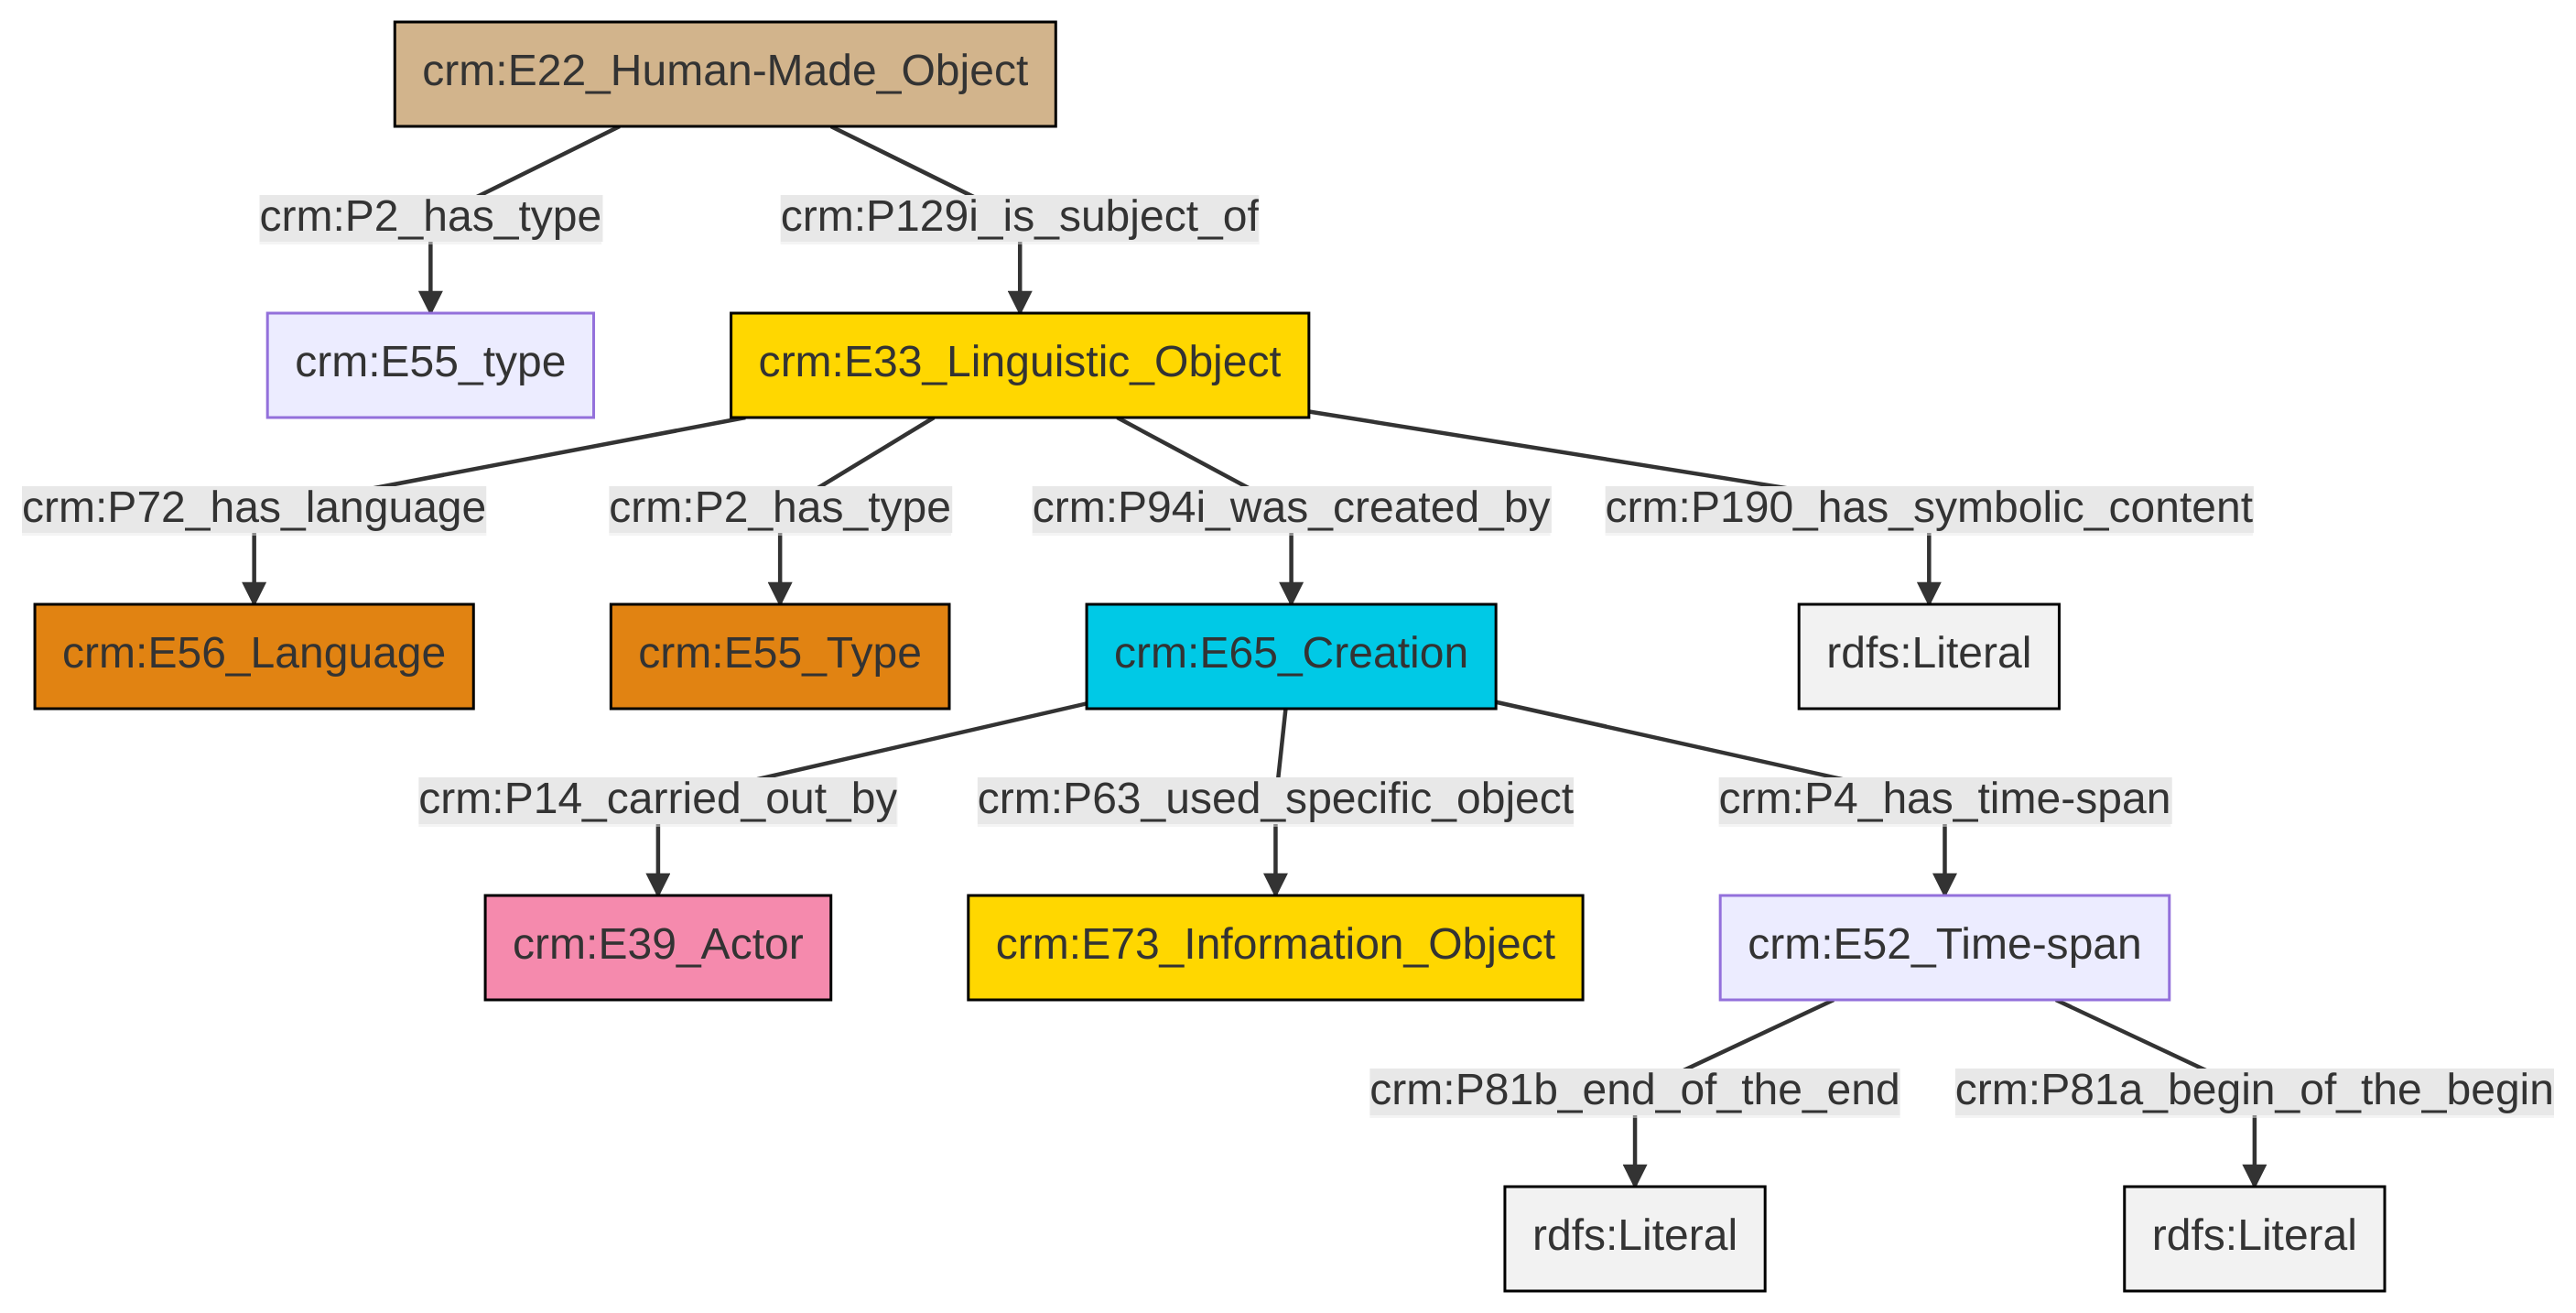 crm:E22_Human-Made_Object
crm:P2_has_type
crm:P129i_is_subject_of
crm:E55_type
crm:E33_Linguistic_Object
crm:P72_has_language
crm:P2_has_type
crm:P94i_was_created_by
crm:P190_has_symbolic_content
crm:E56_Language
crm:E55_Type
crm:E65_Creation
rdfs:Literal
crm:P14_carried_out_by
crm:P63_used_specific_object
crm:P4_has_time-span
crm:E39_Actor
crm:E73_Information_Object
crm:E52_Time-span
crm:P81b_end_of_the_end
crm:P81a_begin_of_the_begin
rdfs:Literal
rdfs:Literal